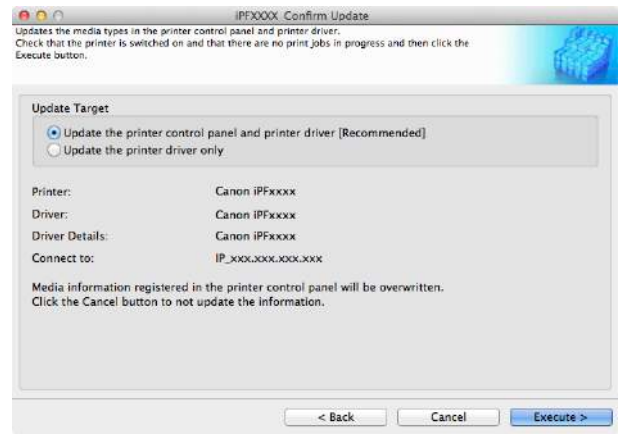 iPFXXXX Confirm Update
Updates the media types in the printer control panel and printer driver.
Check that the printer is switched on and that there are no print jobs in progress and then click the
Execute button.
Update Target
Update the printer control panel and printer driver [Recommended]
Update the printer driver only
Printer: Canon iPFxxxx
Driver: Canon iPFxxxx
Driver Details: Canon iPFxxxx
Connect to: IP_xxx.xxx.xxx.xxx
Media information registered in the printer control panel will be overwritten.
Click the Cancel button to not update the information.
< Back Cancel Execute >